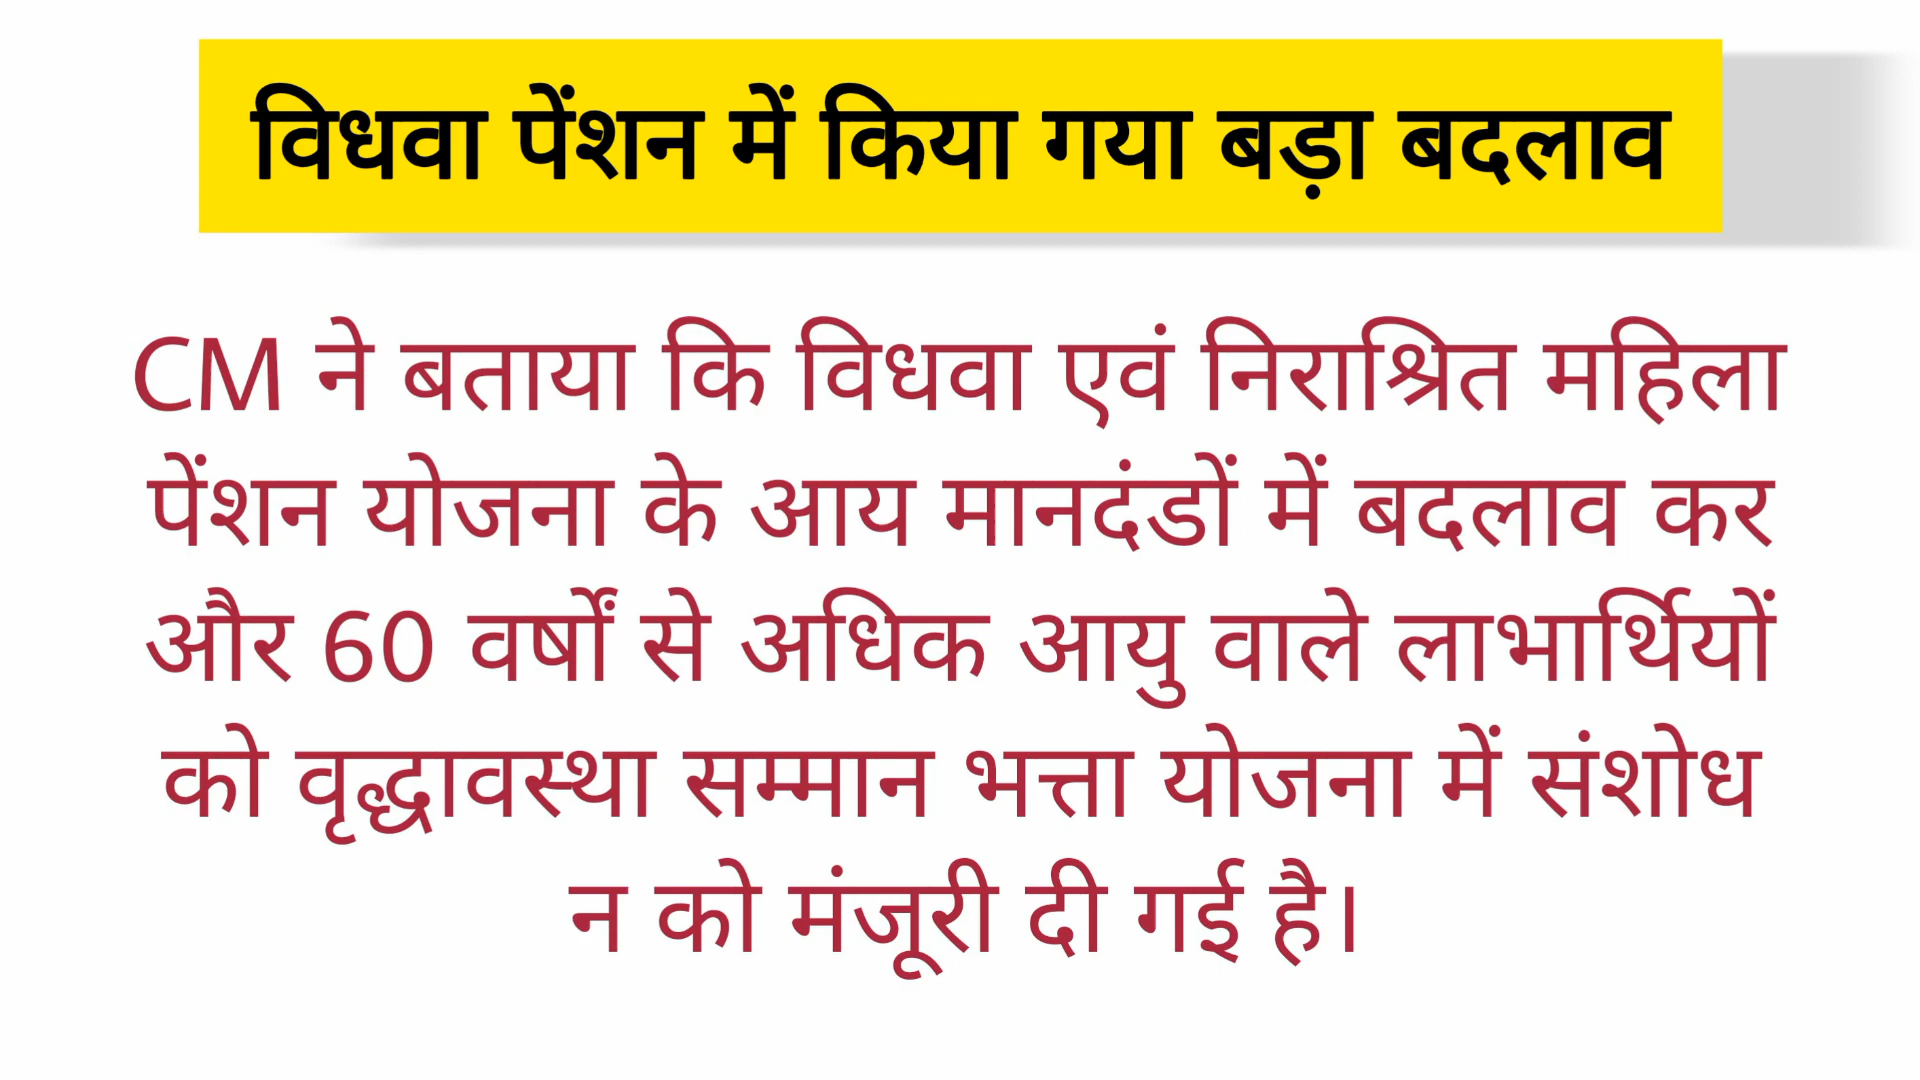 विधवा पेंशन में किया गया बड़ा बदलाव
CM ने बताया कि विधवा एवं निराश्रित महिला
पेंशन योजना के आय मानदंडों में बदलाव कर
और 60 वर्षों से अधिक आयु वाले लाभार्थियों
को वृद्धावस्था सम्मान भत्ता योजना में संशोध
न को मंजूरी दी गई है।